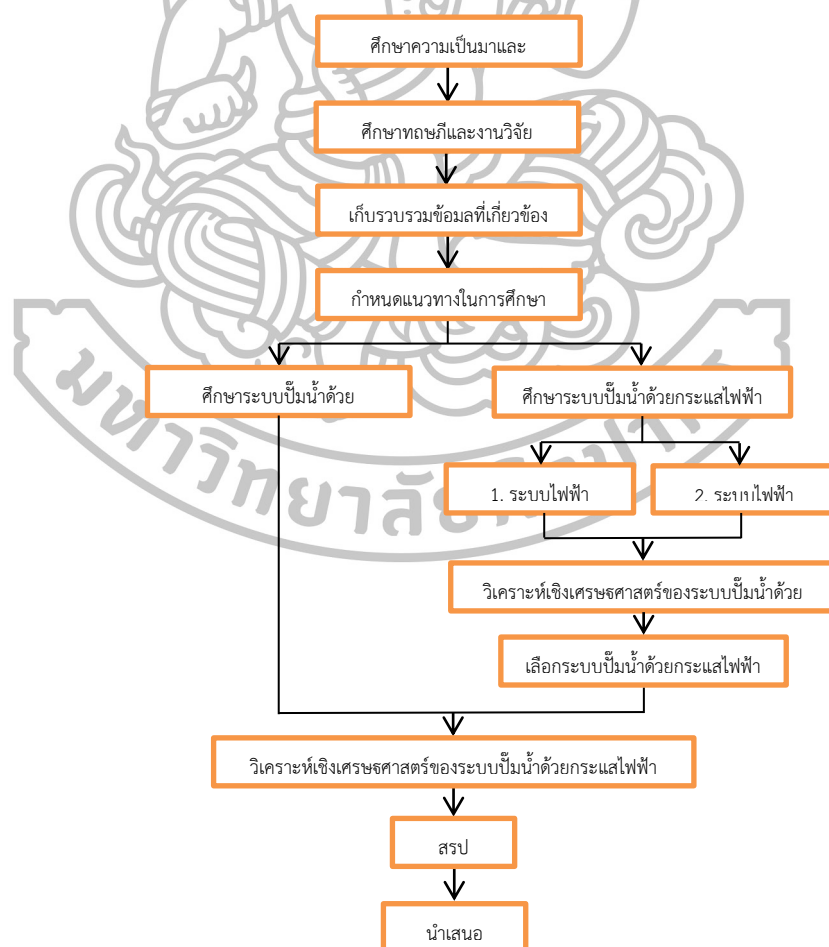 ศึกษาความเป็นมาและ
ศึกษาทฤษฎีและงานวิจัย
เก็บรวบรวมข้อมูลที่เกี่ยวข้อง
กำหนดแนวทางในการศึกษา
ศึกษาระบบปั๊มน้ำด้วย
ศึกษาระบบปั๊มน้ำด้วยกระแสไฟฟ้า
1. ระบบไฟฟ้า
2. ระบบไฟฟ้า
วิเคราะห์เชิงเศรษฐศาสตร์ของระบบปั๊มน้ำด้วย
เลือกระบบปั๊มน้ำด้วยกระแสไฟฟ้า
วิเคราะห์เชิงเศรษฐศาสตร์ของระบบปั๊มน้ำด้วยกระแสไฟฟ้า
สรุป
นำเสนอ